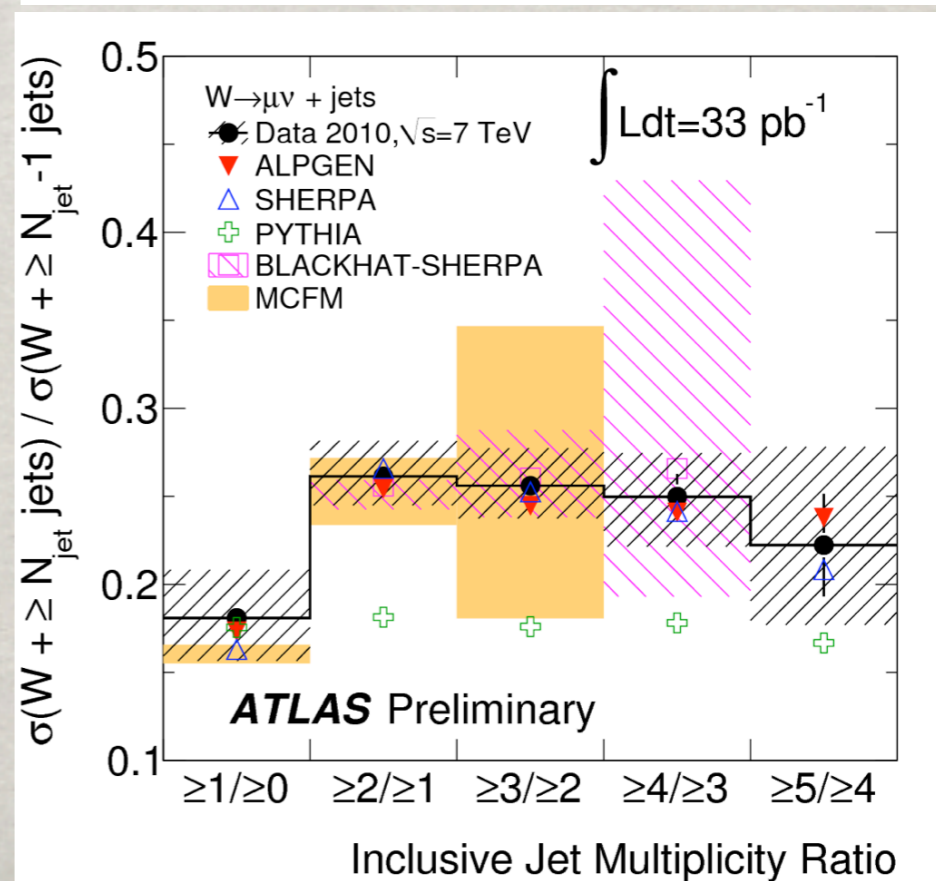 σ(W + ≥ N_jet jets) / σ(W + ≥ N_jet -1 jets)
0.5
0.4
0.3
0.2
0.1
W→μν + jets
Data 2010,√s=7 TeV
ALPGEN
SHERPA
PYTHIA
BLACKHAT-SHERPA
MCFM
∫Ldt=33 pb⁻¹
ATLAS Preliminary
≥1/≥0 ≥2/≥1 ≥3/≥2 ≥4/≥3 ≥5/≥4
Inclusive Jet Multiplicity Ratio